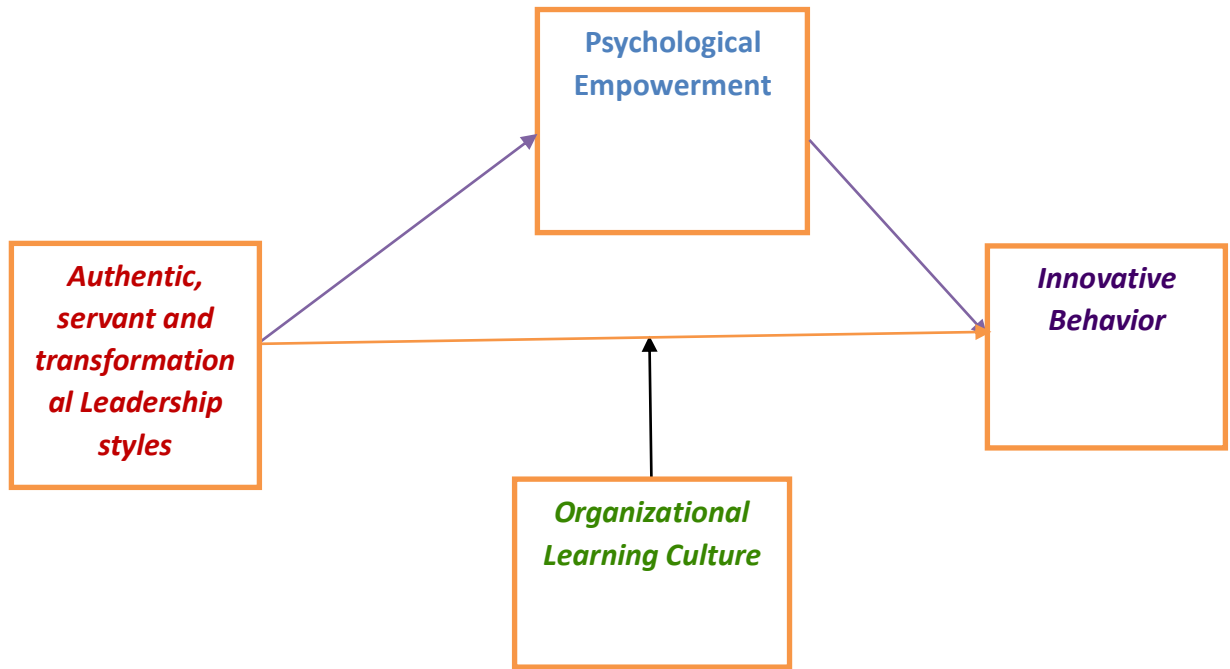 Psychological
Empowerment
Authentic,
servant and
transformation
al Leadership
styles
Innovative
Behavior
Organizational
Learning Culture